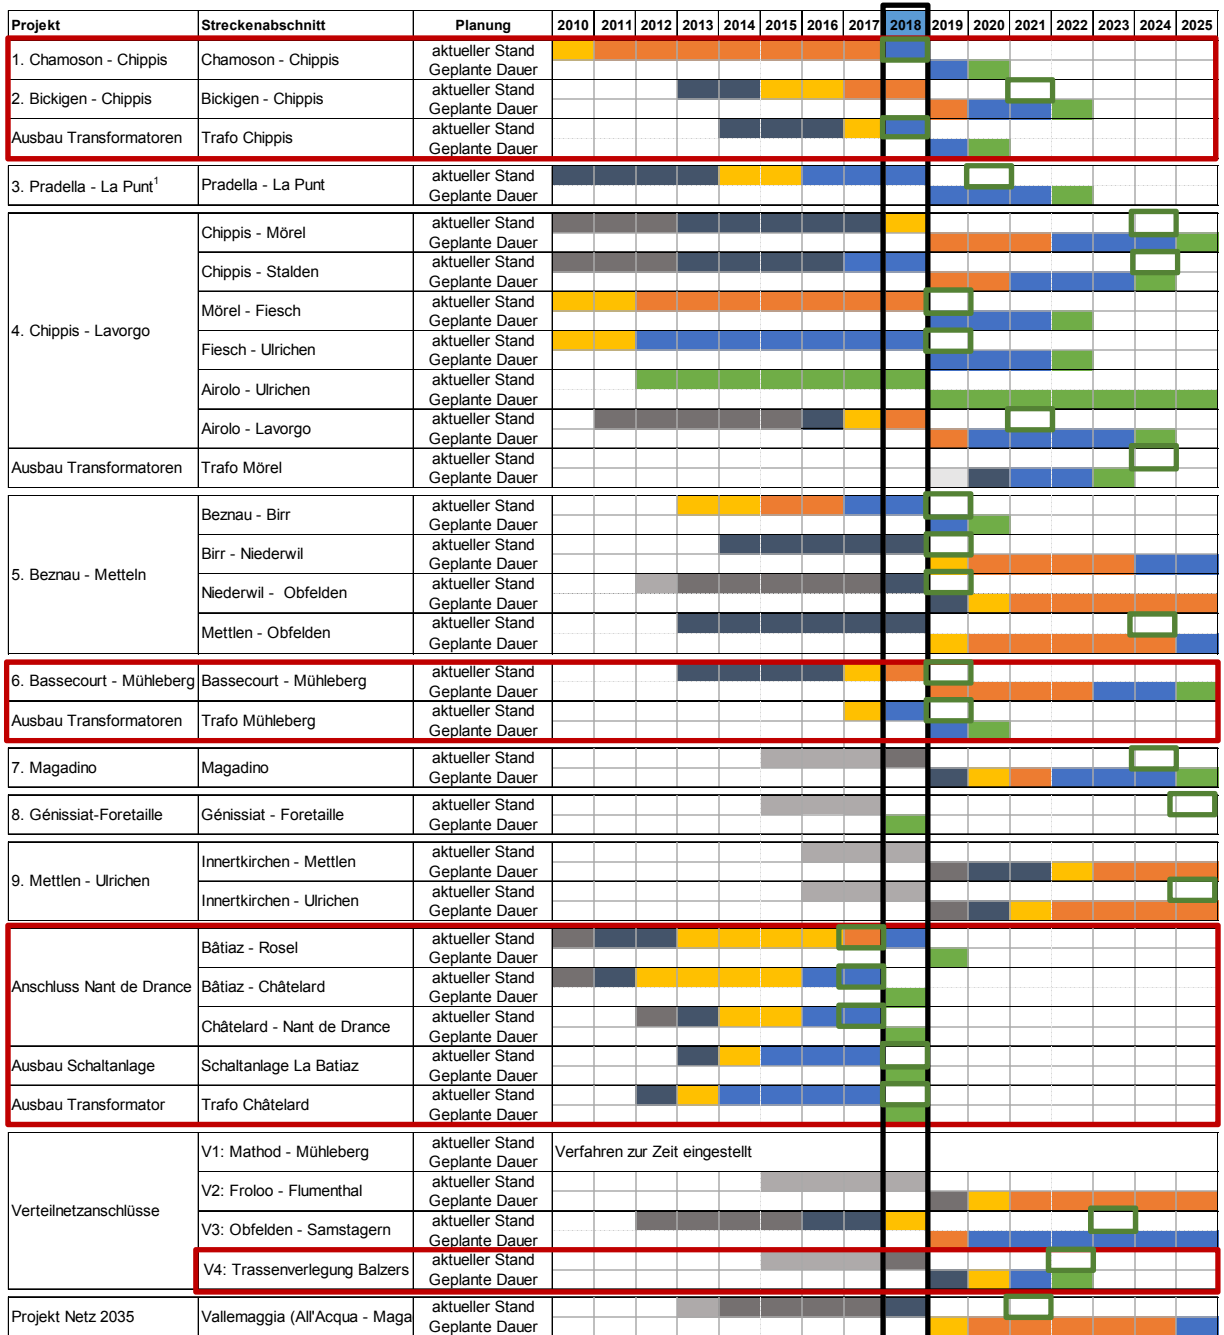 Projekt Streckenabschnitt Planung 2010 2011 2012 2013 2014 2015 2016 2017 2018 2019 2020 2021 2022 2023 2024 2025
1. Chamoson - Chippis Chamoson - Chippis aktueller Stand
Geplante Dauer
2. Bickigen - Chippis Bickigen - Chippis aktueller Stand
Geplante Dauer
Ausbau Transformatoren Trafo Chippis aktueller Stand
Geplante Dauer
3. Pradella - La Punt¹ Pradella - La Punt aktueller Stand
Geplante Dauer
4. Chippis - Lavorgo
Chippis - Mörel aktueller Stand
Geplante Dauer
Chippis - Stalden aktueller Stand
Geplante Dauer
Mörel - Fiesch aktueller Stand
Geplante Dauer
Fiesch - Ulrichen aktueller Stand
Geplante Dauer
Airolo - Ulrichen aktueller Stand
Geplante Dauer
Airolo - Lavorgo aktueller Stand
Geplante Dauer
Ausbau Transformatoren Trafo Mörel aktueller Stand
Geplante Dauer
5. Beznau - Metteln
Beznau - Birr aktueller Stand
Geplante Dauer
Birr - Niederwil aktueller Stand
Geplante Dauer
Niederwil - Obfelden aktueller Stand
Geplante Dauer
Mettlen - Obfelden aktueller Stand
Geplante Dauer
6. Bassecourt - Mühleberg Bassecourt - Mühleberg aktueller Stand
Geplante Dauer
Ausbau Transformatoren Trafo Mühleberg aktueller Stand
Geplante Dauer
7. Magadino Magadino aktueller Stand
Geplante Dauer
8. Génissiat-Foretaille Génissiat - Foretaille aktueller Stand
Geplante Dauer
9. Mettlen - Ulrichen
Innertkirchen - Mettlen aktueller Stand
Geplante Dauer
Innertkirchen - Ulrichen aktueller Stand
Geplante Dauer
Anschluss Nant de Drance
Bâtiaz - Rosel aktueller Stand
Geplante Dauer
Bâtiaz - Châtelard aktueller Stand
Geplante Dauer
Châtelard - Nant de Drance aktueller Stand
Geplante Dauer
Ausbau Schaltanlage Schaltanlage La Batiaz aktueller Stand
Geplante Dauer
Ausbau Transformator Trafo Châtelard aktueller Stand
Geplante Dauer
Verteilnetzanschlüsse
V1: Mathod - Mühleberg aktueller Stand Verfahren zur Zeit eingestellt
Geplante Dauer
V2: Froloo - Flumenthal aktueller Stand
Geplante Dauer
V3: Obfelden - Samstagern aktueller Stand
Geplante Dauer
V4: Trassenverlegung Balzers aktueller Stand
Geplante Dauer
Projekt Netz 2035 Vallemaggia (All'Acqua - Maga aktueller Stand
Geplante Dauer